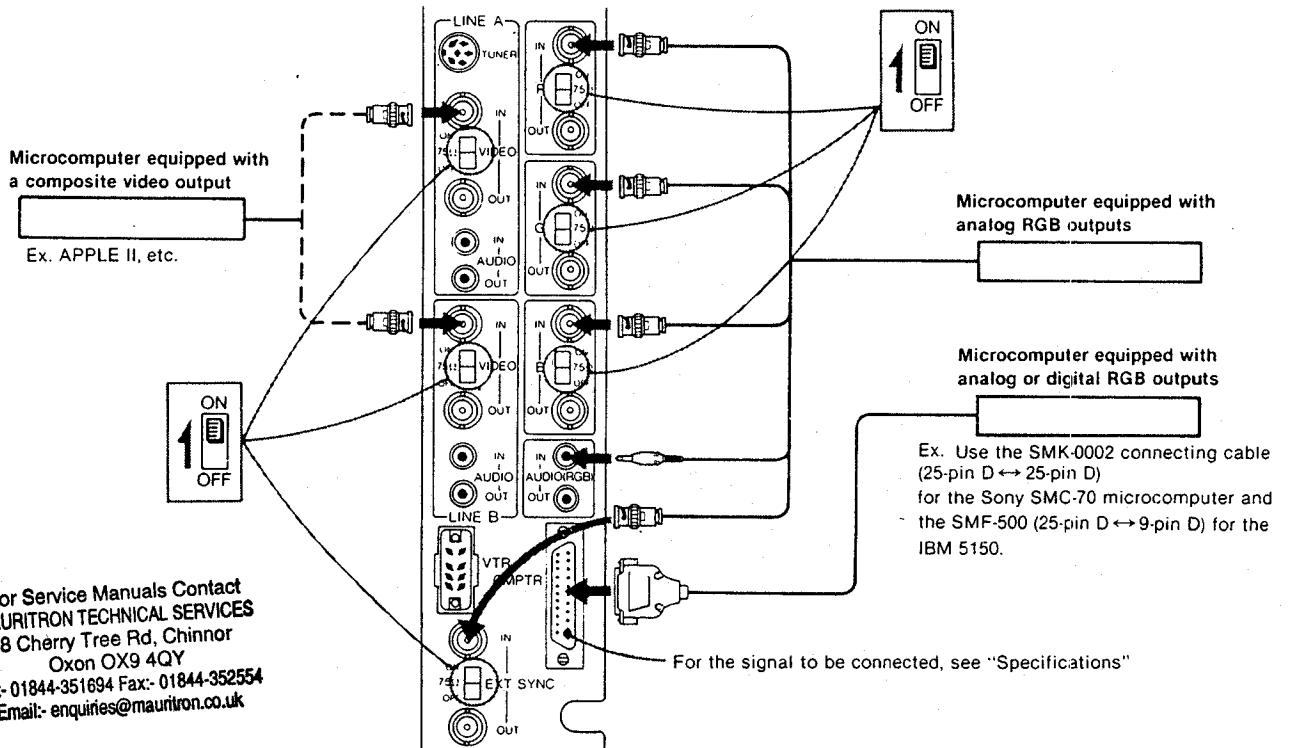 LINE A
TUNER
IN
VIDEO
OUT
IN
AUDIO
OUT
IN
75Ω VIDEO
OUT
IN
AUDIO
OUT
LINE B
VTR
CMPTR
IN
EXT SYNC
OUT
IN
R
75
OUT
IN
G
75
OUT
IN
B
75
OUT
IN
AUDIO(RGB)
OUT
ON
OFF
ON
OFF
Microcomputer equipped with
a composite video output
Ex. APPLE II, etc.
Microcomputer equipped with
analog RGB outputs
Microcomputer equipped with
analog or digital RGB outputs
Ex. Use the SMK-0002 connecting cable
(25-pin D ↔ 25-pin D)
for the Sony SMC-70 microcomputer and
the SMF-500 (25-pin D ↔ 9-pin D) for the
IBM 5150.
For the signal to be connected, see "Specifications"
or Service Manuals Contact
URITRON TECHNICAL SERVICES
8 Cherry Tree Rd, Chinnor
Oxon OX9 4QY
:- 01844-351694 Fax:- 01844-352554
Email:- enquiries@mauritron.co.uk